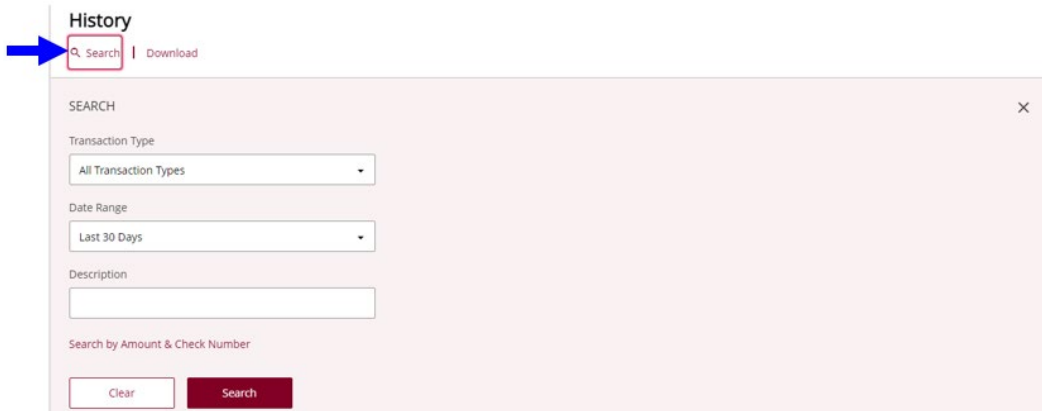 History
Search | Download
SEARCH
Transaction Type
All Transaction Types
Date Range
Last 30 Days
Description
Search by Amount & Check Number
Clear Search